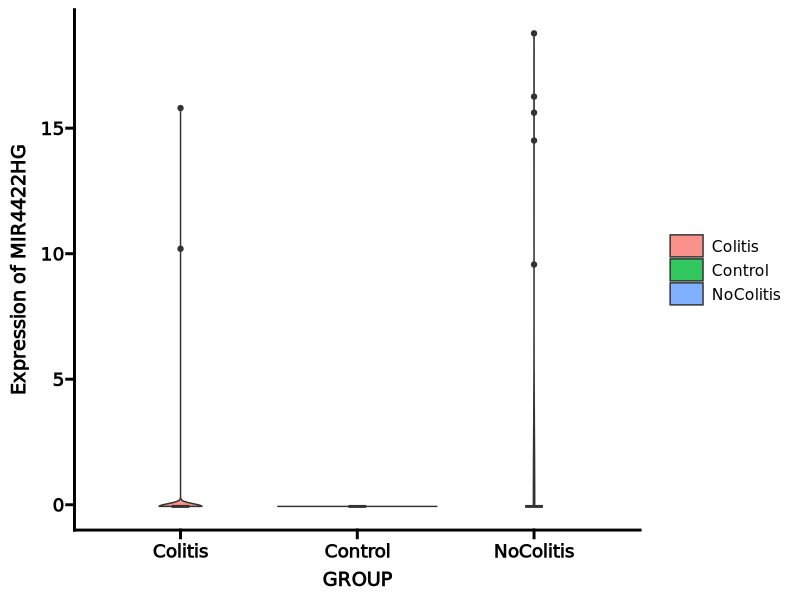 Expression of MIR4422HG
15
10
5
0
Colitis
Control
NoColitis
GROUP
Colitis
Control
NoColitis